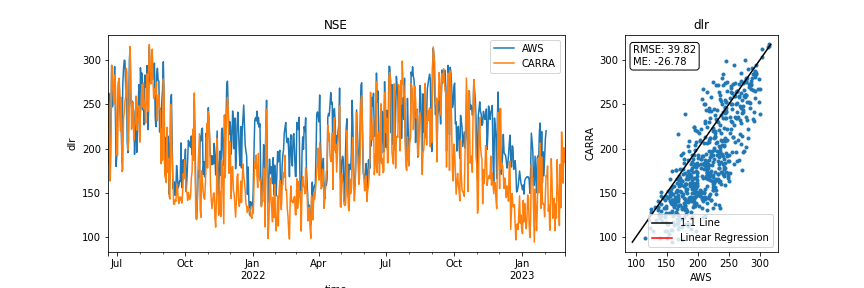 NSE
dlr
300
250
200
150
100
AWS
CARRA
Jul
Oct
Jan
2022
Apr
Jul
Oct
Jan
2023
time
dlr
CARRA
300
250
200
150
100
RMSE: 39.82
ME: -26.78
1:1 Line
Linear Regression
100
150
200
250
300
AWS